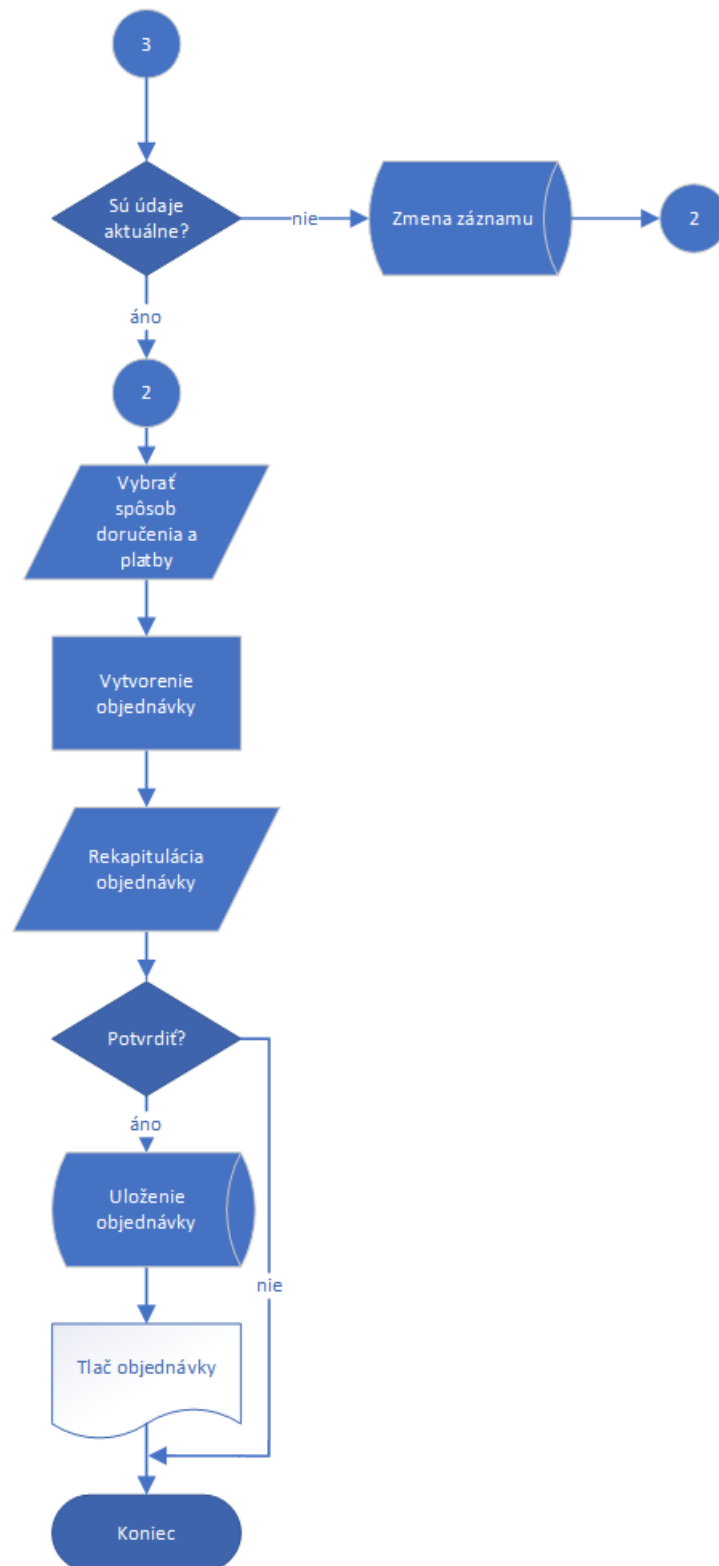 3
Sú údaje
aktuálne?
nie
Zmena záznamu
2
áno
2
Vybrať
spôsob
doručenia a
platby
Vytvorenie
objednávky
Rekapitulácia
objednávky
Potvrdiť?
áno
Uloženie
objednávky
nie
Tlač objednávky
Koniec